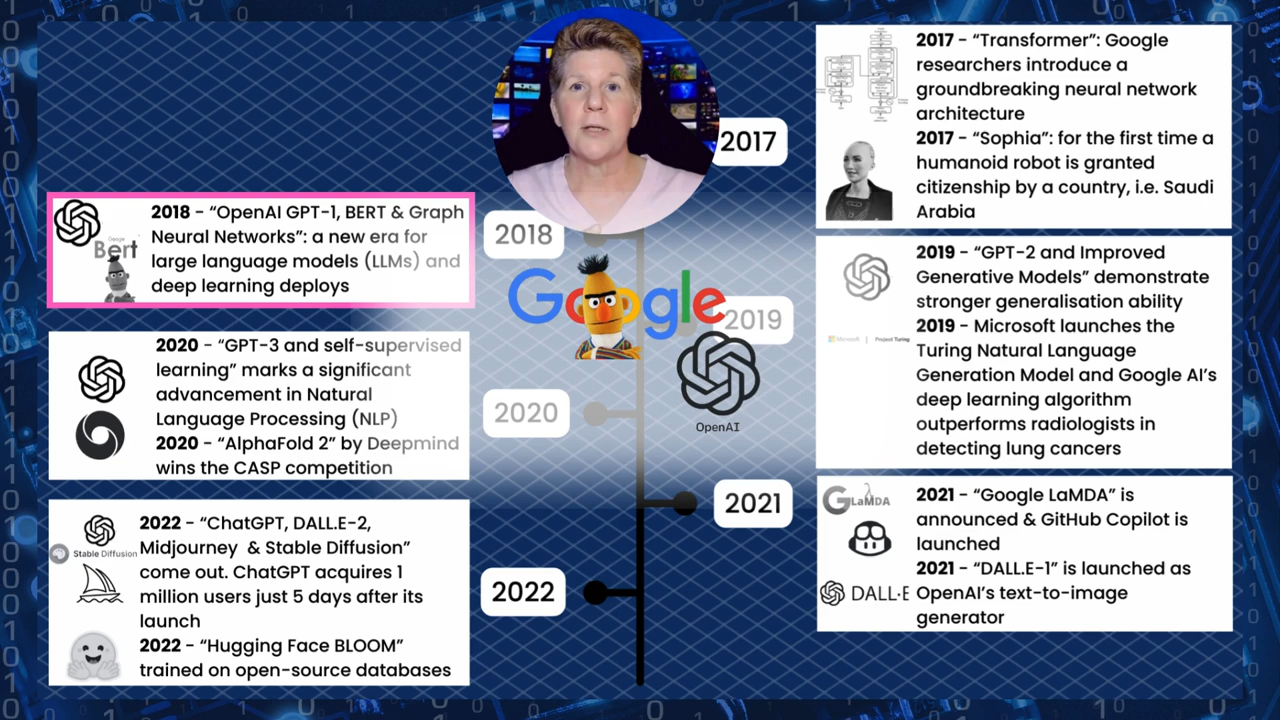 2017
2017 - “Transformer”: Google
researchers introduce a
groundbreaking neural network
architecture
2017 - “Sophia”: for the first time a
humanoid robot is granted
citizenship by a country, i.e. Saudi
Arabia
2018
Google
Bert
2018 - “OpenAI GPT-1, BERT & Graph
Neural Networks”: a new era for
large language models (LLMs) and
deep learning deploys
Google
OpenAI
2019
2019 - “GPT-2 and Improved
Generative Models” demonstrate
stronger generalisation ability
Microsoft | Project Turing
2019 - Microsoft launches the
Turing Natural Language
Generation Model and Google AI’s
deep learning algorithm
outperforms radiologists in
detecting lung cancers
2020
2020 - “GPT-3 and self-supervised
learning” marks a significant
advancement in Natural
Language Processing (NLP)
2020 - “AlphaFold 2” by Deepmind
wins the CASP competition
2021
GLaMDA
2021 - “Google LaMDA” is
announced & GitHub Copilot is
launched
DALL·E
2021 - “DALL.E-1” is launched as
OpenAI’s text-to-image
generator
2022
Stable Diffusion
2022 - “ChatGPT, DALL.E-2,
Midjourney & Stable Diffusion”
come out. ChatGPT acquires 1
million users just 5 days after its
launch
2022 - “Hugging Face BLOOM”
trained on open-source databases